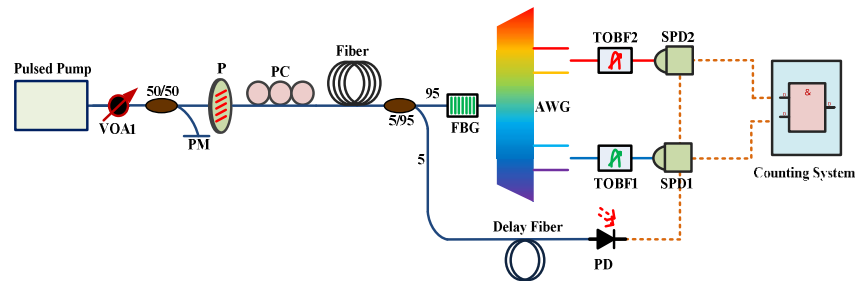 Pulsed Pump
VOA1
50/50
PM
P
PC
Fiber
5/95
95
5
FBG
AWG
TOBF2
SPD2
TOBF1
SPD1
&
Counting System
Delay Fiber
PD